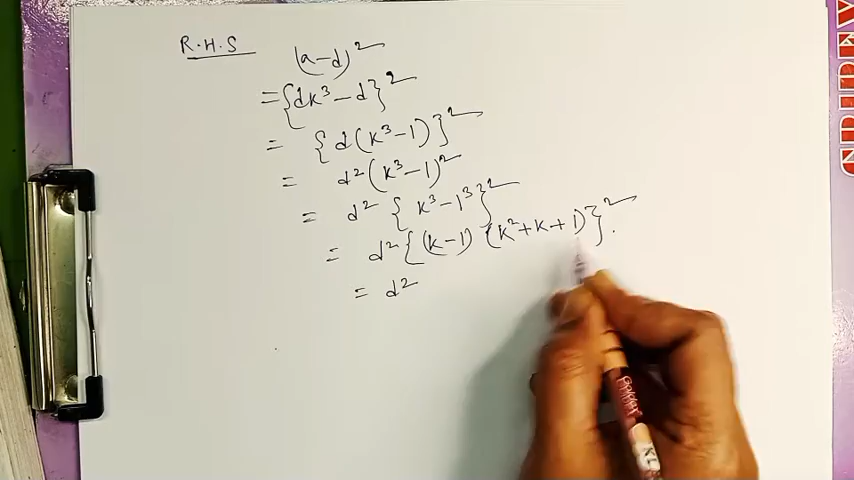 R.H.S (a-d)²
= {dk³-d}²
= {d(k³-1)}²
= d²(k³-1)²
= d² {k³-1³}²
= d² {(k-1) (k²+k+1)}²
= d²